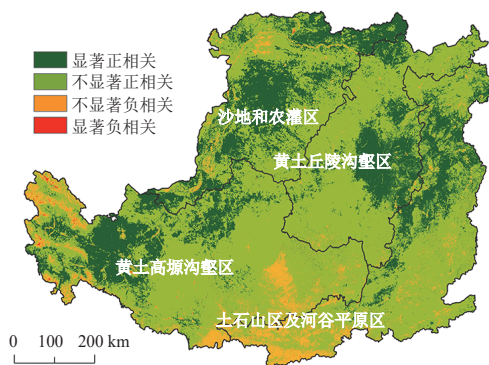 显著正相关
不显著正相关
不显著负相关
显著负相关
沙地和农灌区
黄土丘陵沟壑区
黄土高塬沟壑区
土石山区及河谷平原区
0 100 200 km